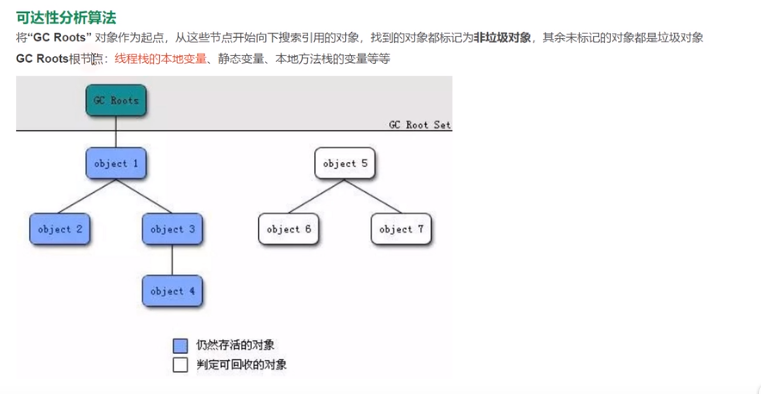 可达性分析算法
将“GC Roots” 对象作为起点，从这些节点开始向下搜索引用的对象，找到的对象都标记为非垃圾对象，其余未标记的对象都是垃圾对象
GC Roots根节点：线程栈的本地变量、静态变量、本地方法栈的变量等等
GC Roots
GC Root Set
object 1
object 5
object 2
object 3
object 6
object 7
object 4
仍然存活的对象
判定可回收的对象